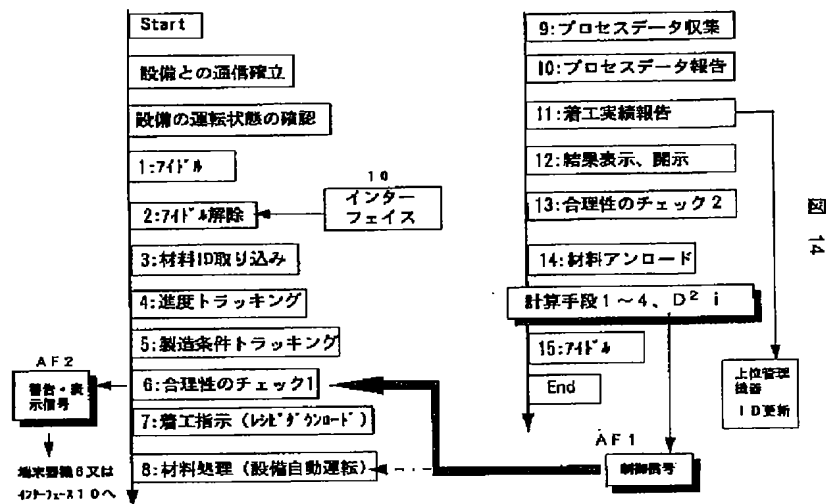 Start
設備との通信確立
設備の運転状態の確認
1:ｱｲﾄﾞﾙ
10
インター
フェイス
2:ｱｲﾄﾞﾙ解除
3:材料ID取り込み
4:進度トラッキング
5:製造条件トラッキング
AF2
警告・表
示信号
6:合理性のチェック1
7:着工指示（ﾚｼﾋﾟﾀﾞｳﾝﾛｰﾄﾞ）
8:材料処理（設備自動運転）
端末器機6又は
ｲﾝﾀｰﾌｪｰｽ10へ
9:プロセスデータ収集
10:プロセスデータ報告
11:着工実績報告
12:結果表示、開示
13:合理性のチェック2
14:材料アンロード
計算手段1～4、D² i
15:ｱｲﾄﾞﾙ
End
上位管理
機器
ID更新
AF1
制御信号
図 14